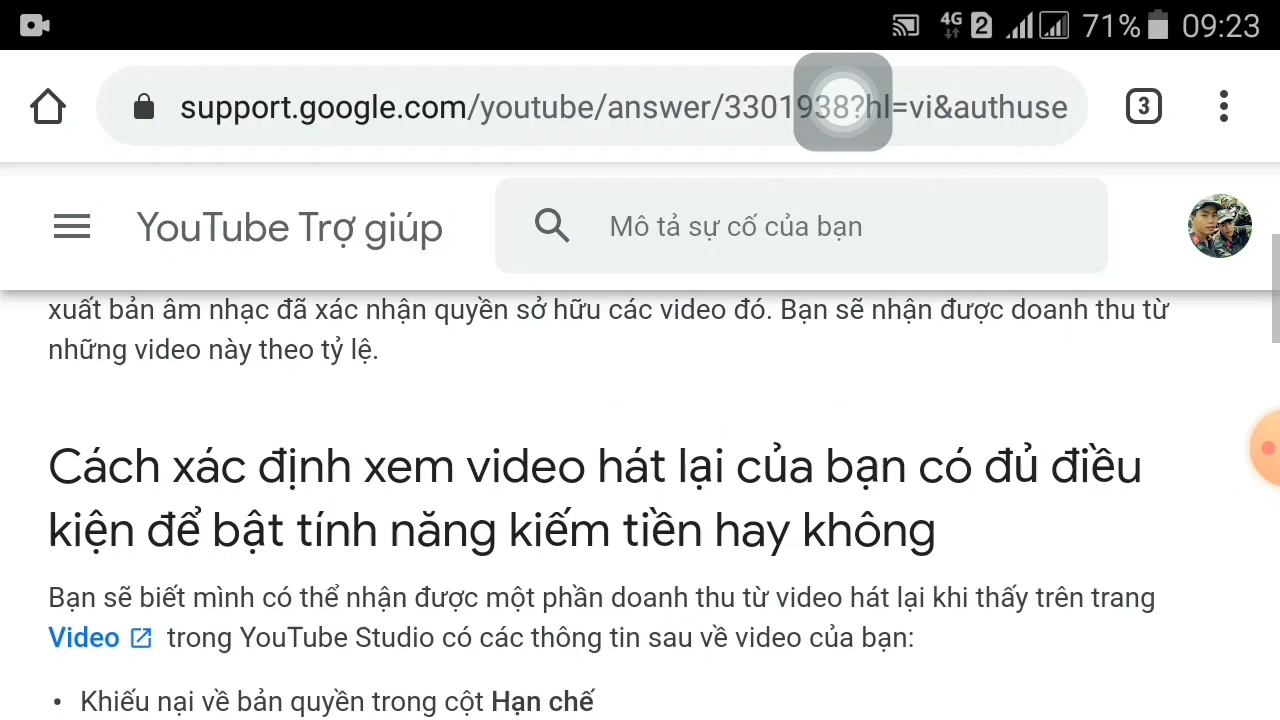 4G 2 71% 09:23
support.google.com/youtube/answer/3301938?hl=vi&authuse 3
YouTube Trợ giúp Mô tả sự cố của bạn
xuất bản âm nhạc đã xác nhận quyền sở hữu các video đó. Bạn sẽ nhận được doanh thu từ
những video này theo tỷ lệ.
Cách xác định xem video hát lại của bạn có đủ điều
kiện để bật tính năng kiếm tiền hay không
Bạn sẽ biết mình có thể nhận được một phần doanh thu từ video hát lại khi thấy trên trang
Video trong YouTube Studio có các thông tin sau về video của bạn:
• Khiếu nại về bản quyền trong cột Hạn chế